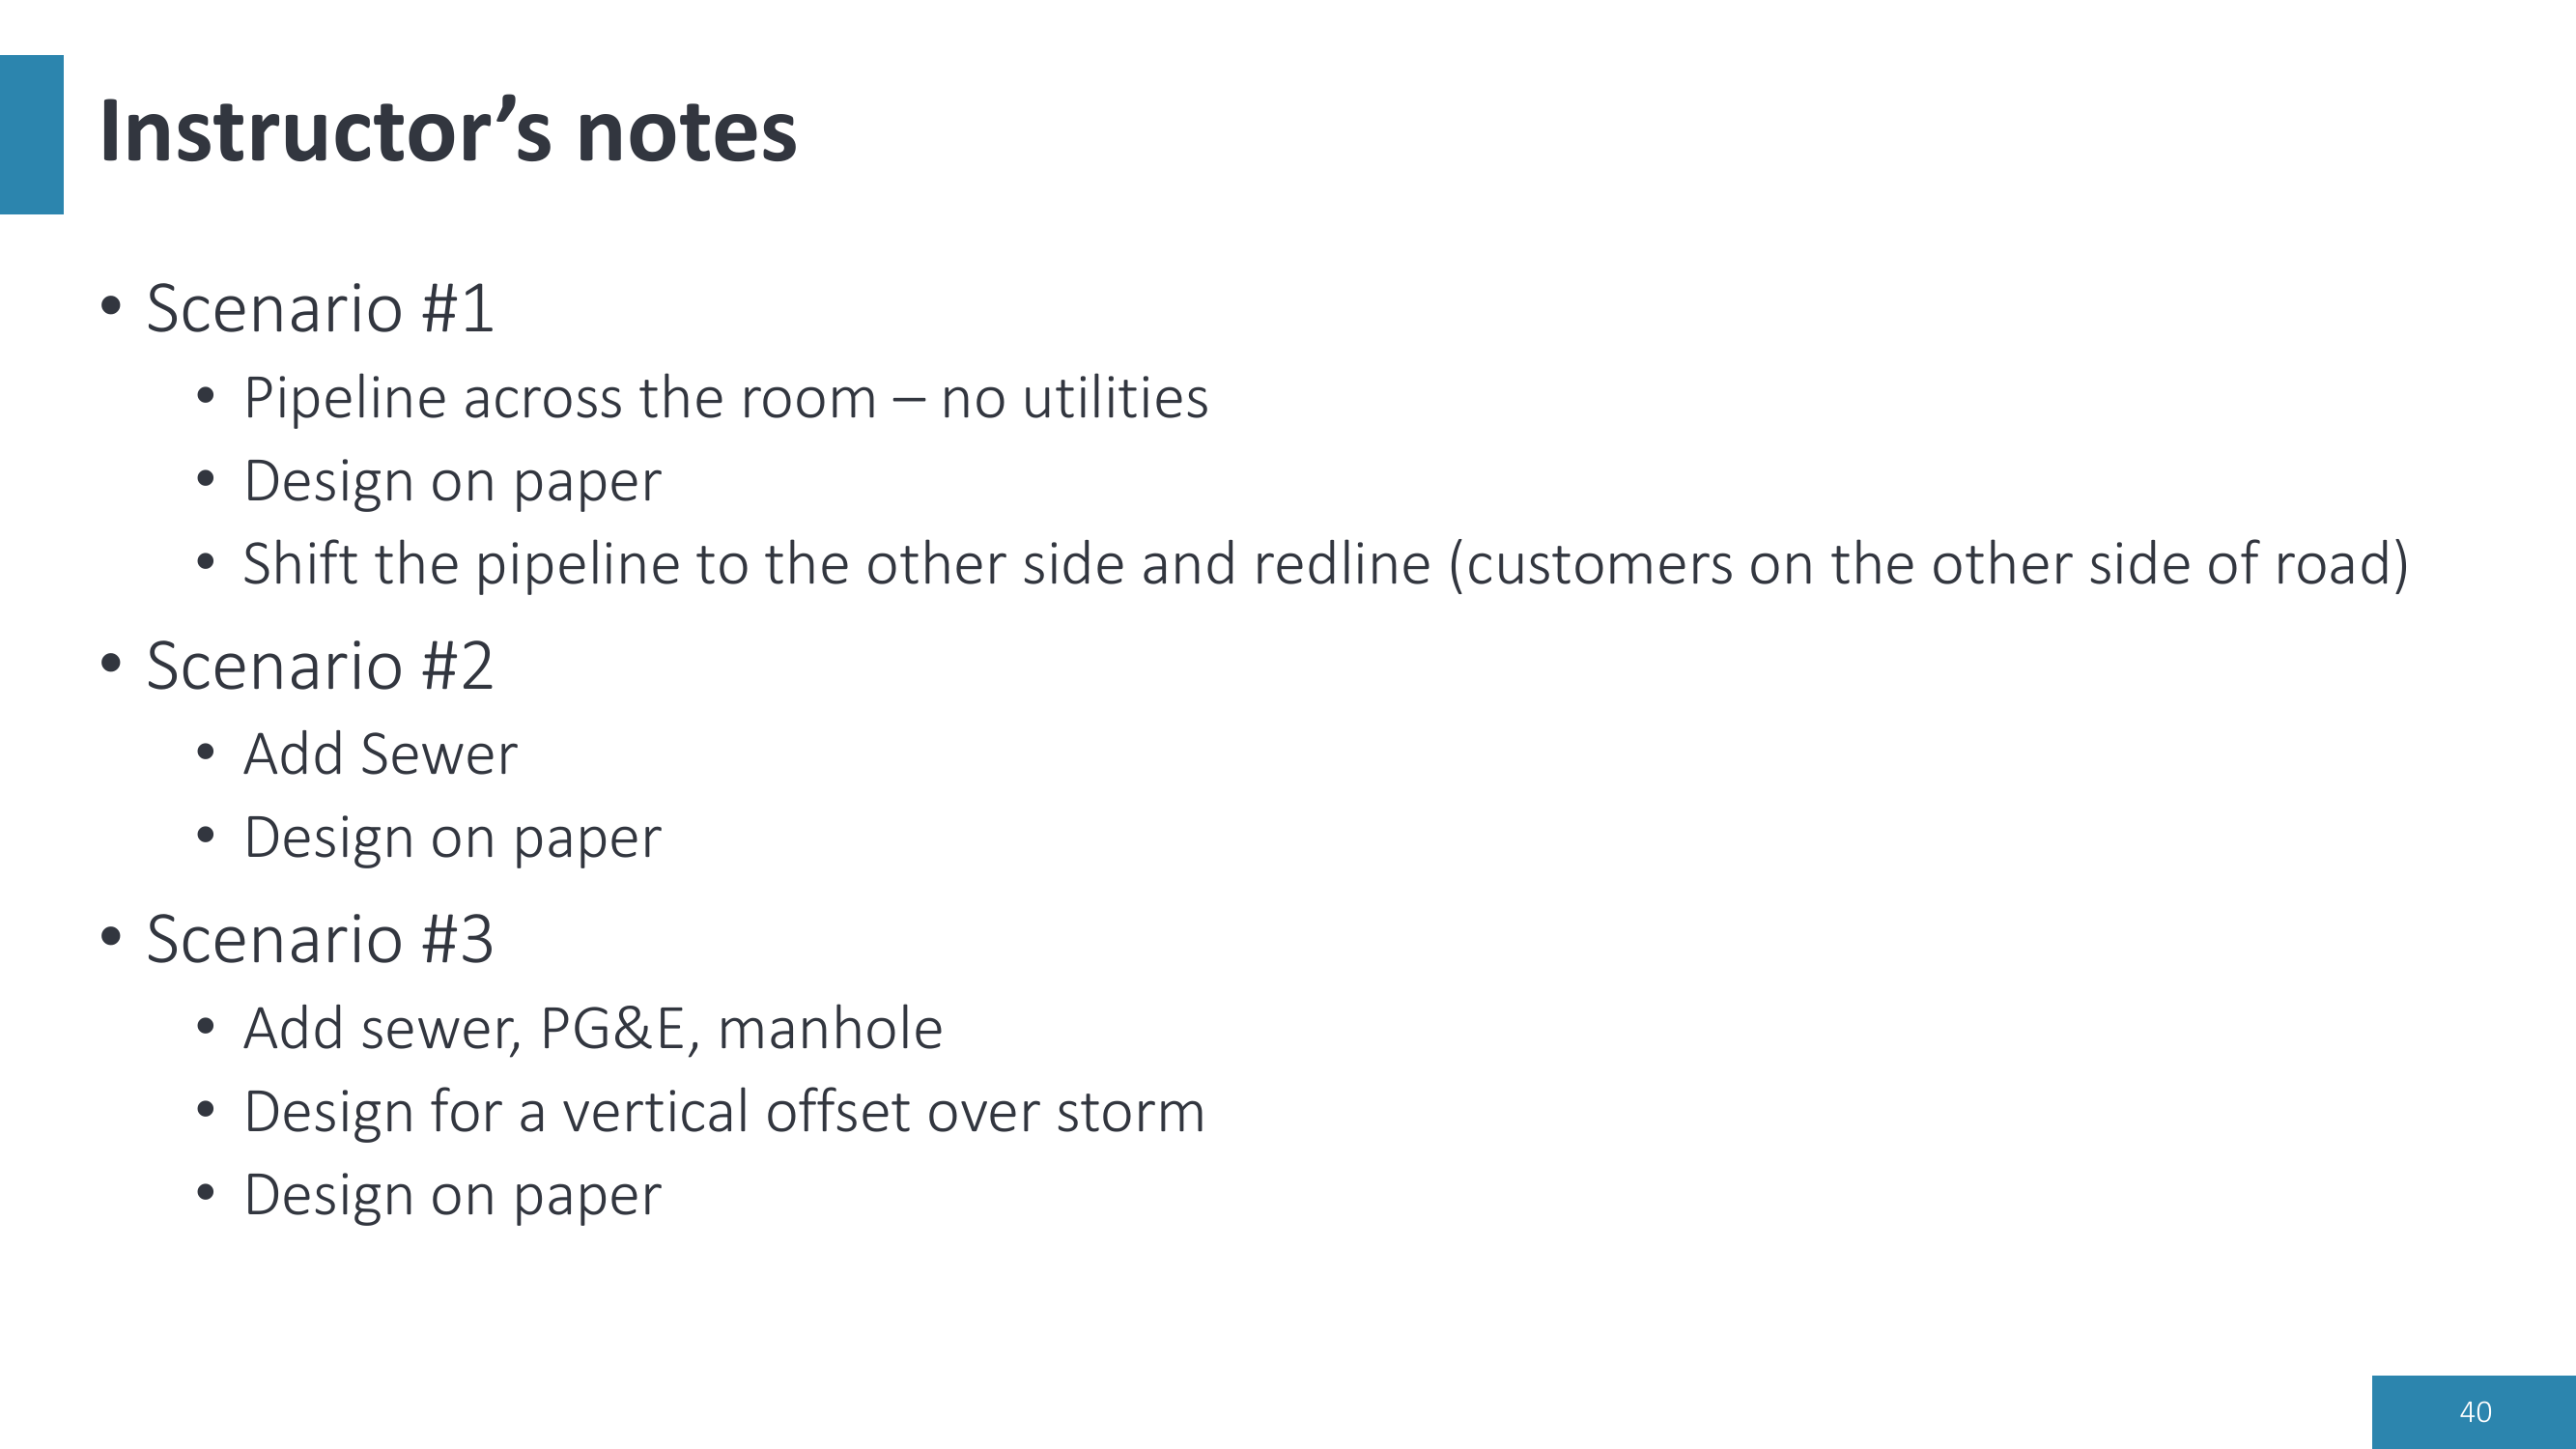 Instructor’s notes
• Scenario #1
• Pipeline across the room – no utilities
• Design on paper
• Shift the pipeline to the other side and redline (customers on the other side of road)
• Scenario #2
• Add Sewer
• Design on paper
• Scenario #3
• Add sewer, PG&E, manhole
• Design for a vertical offset over storm
• Design on paper
40